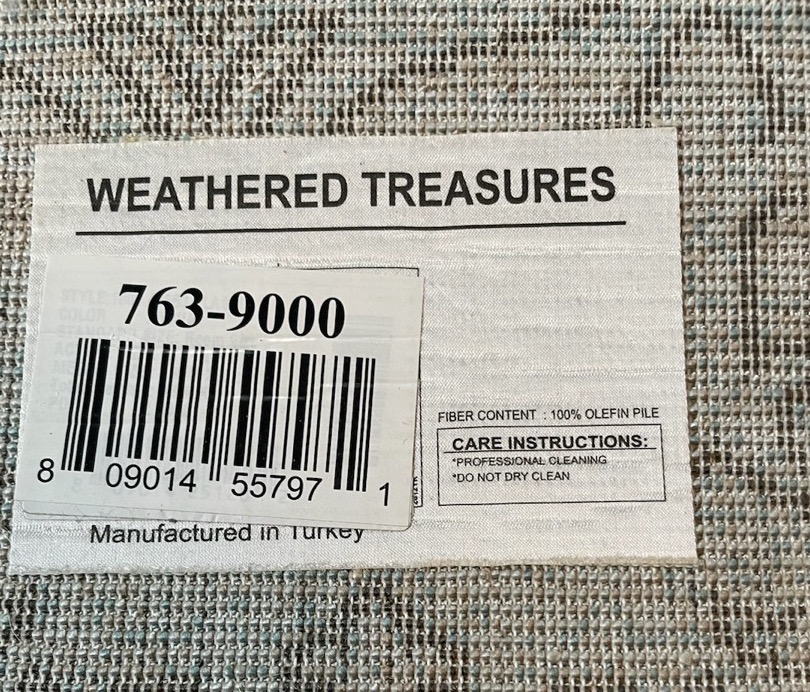 WEATHERED TREASURES
763-9000
8 09014 55797 1
FIBER CONTENT : 100% OLEFIN PILE
CARE INSTRUCTIONS:
*PROFESSIONAL CLEANING
*DO NOT DRY CLEAN
Manufactured in Turkey